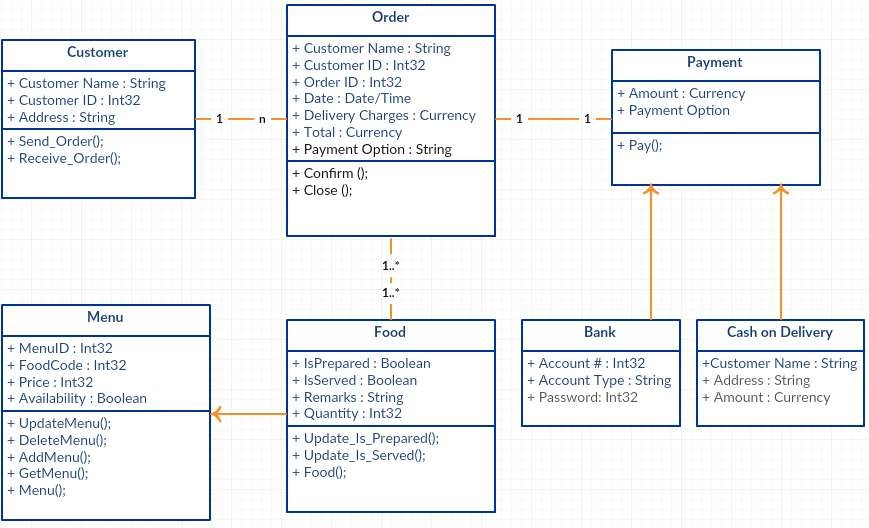 Customer
+ Customer Name : String
+ Customer ID : Int32
+ Address : String
+ Send_Order();
+ Receive_Order();
1
n
Order
+ Customer Name : String
+ Customer ID : Int32
+ Order ID : Int32
+ Date : Date/Time
+ Delivery Charges : Currency
+ Total : Currency
+ Payment Option : String
+ Confirm ();
+ Close ();
1
1
Payment
+ Amount : Currency
+ Payment Option
+ Pay();
1..*
1..*
Menu
+ MenuID : Int32
+ FoodCode : Int32
+ Price : Int32
+ Availability : Boolean
+ UpdateMenu();
+ DeleteMenu();
+ AddMenu();
+ GetMenu();
+ Menu();
Food
+ IsPrepared : Boolean
+ IsServed : Boolean
+ Remarks : String
+ Quantity : Int32
+ Update_Is_Prepared();
+ Update_Is_Served();
+ Food();
Bank
+ Account # : Int32
+ Account Type : String
+ Password: Int32
Cash on Delivery
+Customer Name : String
+ Address : String
+ Amount : Currency